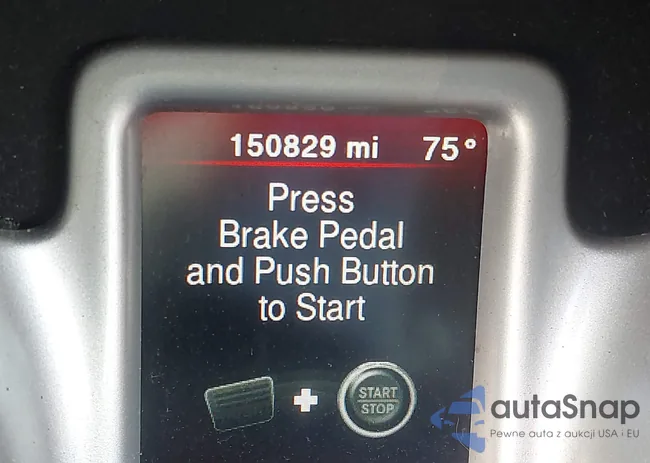 150829 mi 75°
Press
Brake Pedal
and Push Button
to Start
START
STOP
autaSnap
Pewne auta z aukcji USA i EU